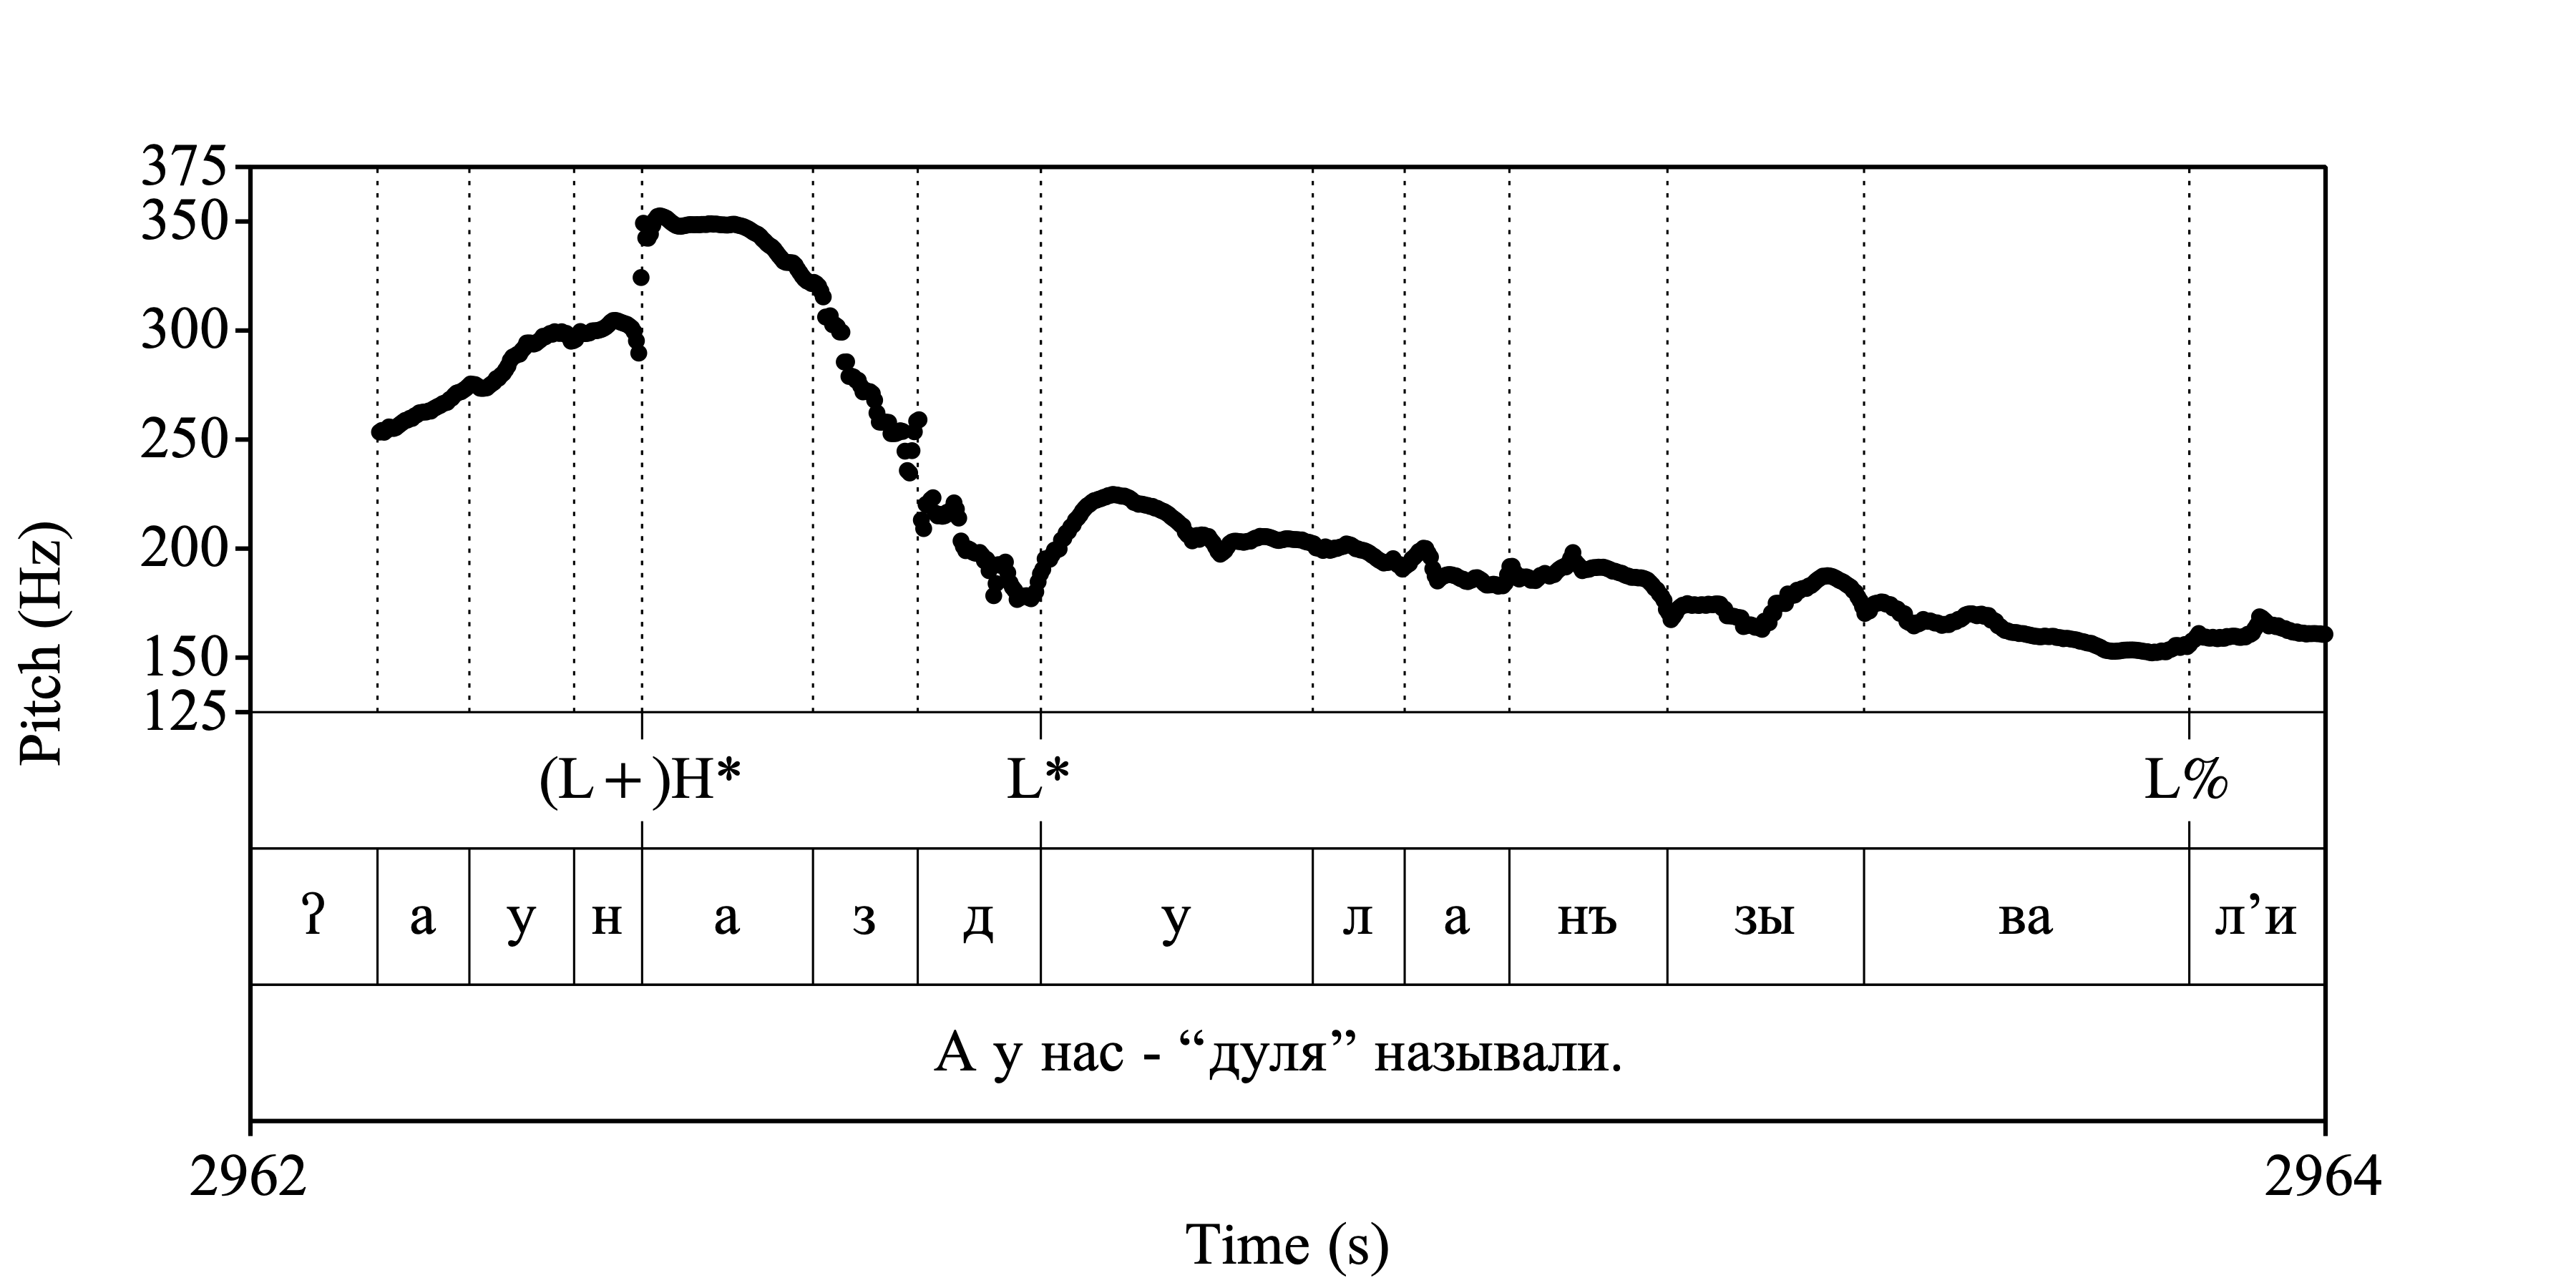 375
350
300
250
200
150
125
Pitch (Hz)
(L+)H* L* L%
ʔ а у н а з д у л а нъ зы ва л’и
А у нас - “дуля” называли.
2962 2964
Time (s)